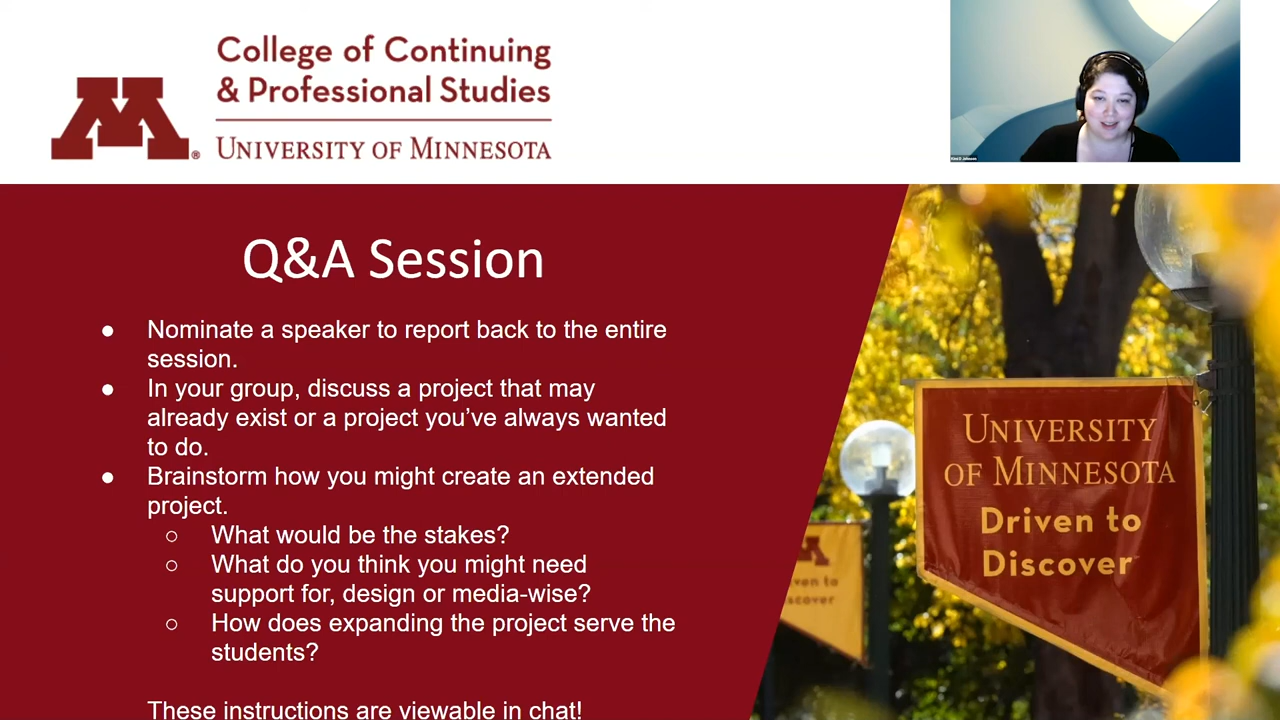 College of Continuing
& Professional Studies
UNIVERSITY OF MINNESOTA
M
®
Q&A Session
● Nominate a speaker to report back to the entire
session.
● In your group, discuss a project that may
already exist or a project you’ve always wanted
to do.
● Brainstorm how you might create an extended
project.
○ What would be the stakes?
○ What do you think you might need
support for, design or media-wise?
○ How does expanding the project serve the
students?
These instructions are viewable in chat!
UNIVERSITY
OF MINNESOTA
Driven to
Discover